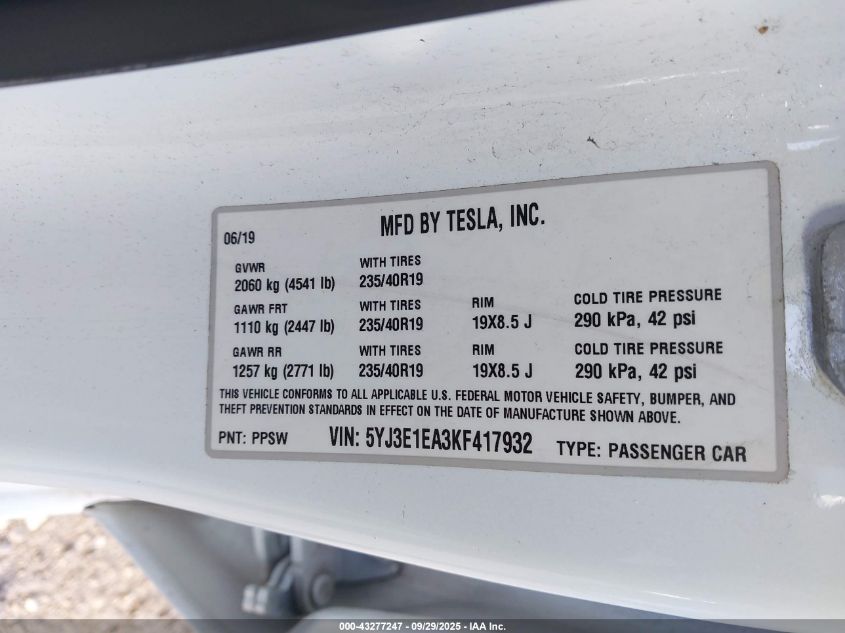 MFD BY TESLA, INC.
06/19
GVWR WITH TIRES
2060 kg (4541 lb) 235/40R19
GAWR FRT WITH TIRES RIM COLD TIRE PRESSURE
1110 kg (2447 lb) 235/40R19 19X8.5 J 290 kPa, 42 psi
GAWR RR WITH TIRES RIM COLD TIRE PRESSURE
1257 kg (2771 lb) 235/40R19 19X8.5 J 290 kPa, 42 psi
THIS VEHICLE CONFORMS TO ALL APPLICABLE U.S. FEDERAL MOTOR VEHICLE SAFETY, BUMPER, AND
THEFT PREVENTION STANDARDS IN EFFECT ON THE DATE OF MANUFACTURE SHOWN ABOVE.
PNT: PPSW VIN: 5YJ3E1EA3KF417932 TYPE: PASSENGER CAR
000-43277247 - 09/29/2025 - IAA Inc.